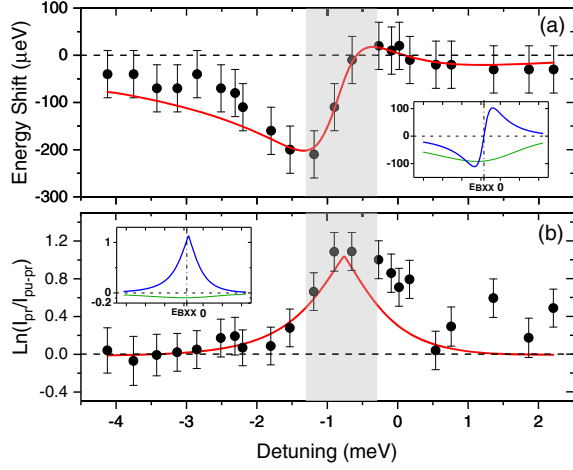 (a)
Energy Shift (µeV)
100
0
-100
-200
-300
100
0
-100
EBXX 0
(b)
Ln(Ipr/Ipu-pr)
1.2
0.8
0.4
0.0
-0.4
1
0
-0.2
EBXX 0
-4 -3 -2 -1 0 1 2
Detuning (meV)